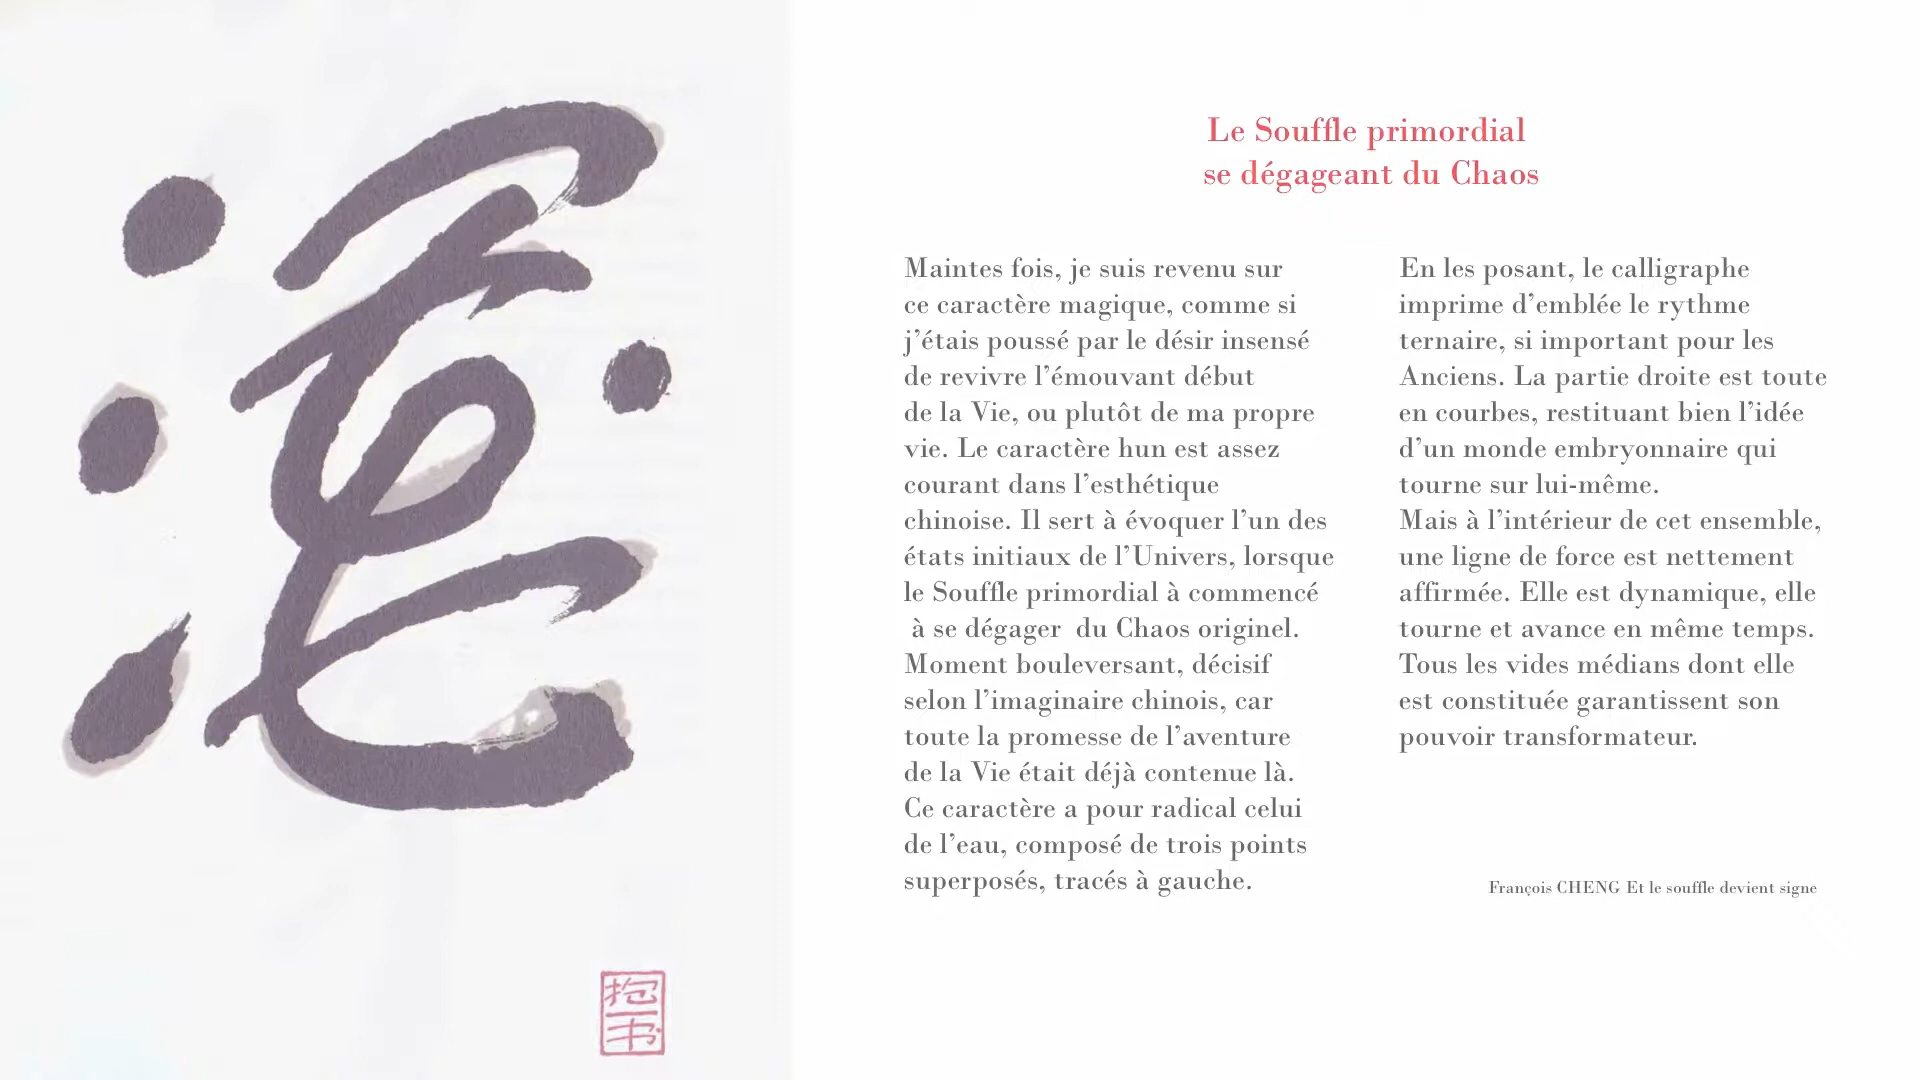 混
Le Souffle primordial
se dégageant du Chaos
Maintes fois, je suis revenu sur
ce caractère magique, comme si
j’étais poussé par le désir insensé
de revivre l’émouvant début
de la Vie, ou plutôt de ma propre
vie. Le caractère hun est assez
courant dans l’esthétique
chinoise. Il sert à évoquer l’un des
états initiaux de l’Univers, lorsque
le Souffle primordial à commencé
à se dégager  du Chaos originel.
Moment bouleversant, décisif
selon l’imaginaire chinois, car
toute la promesse de l’aventure
de la Vie était déjà contenue là.
Ce caractère a pour radical celui
de l’eau, composé de trois points
superposés, tracés à gauche.
En les posant, le calligraphe
imprime d’emblée le rythme
ternaire, si important pour les
Anciens. La partie droite est toute
en courbes, restituant bien l’idée
d’un monde embryonnaire qui
tourne sur lui-même.
Mais à l’intérieur de cet ensemble,
une ligne de force est nettement
affirmée. Elle est dynamique, elle
tourne et avance en même temps.
Tous les vides médians dont elle
est constituée garantissent son
pouvoir transformateur.
François CHENG Et le souffle devient signe
抱
一
书